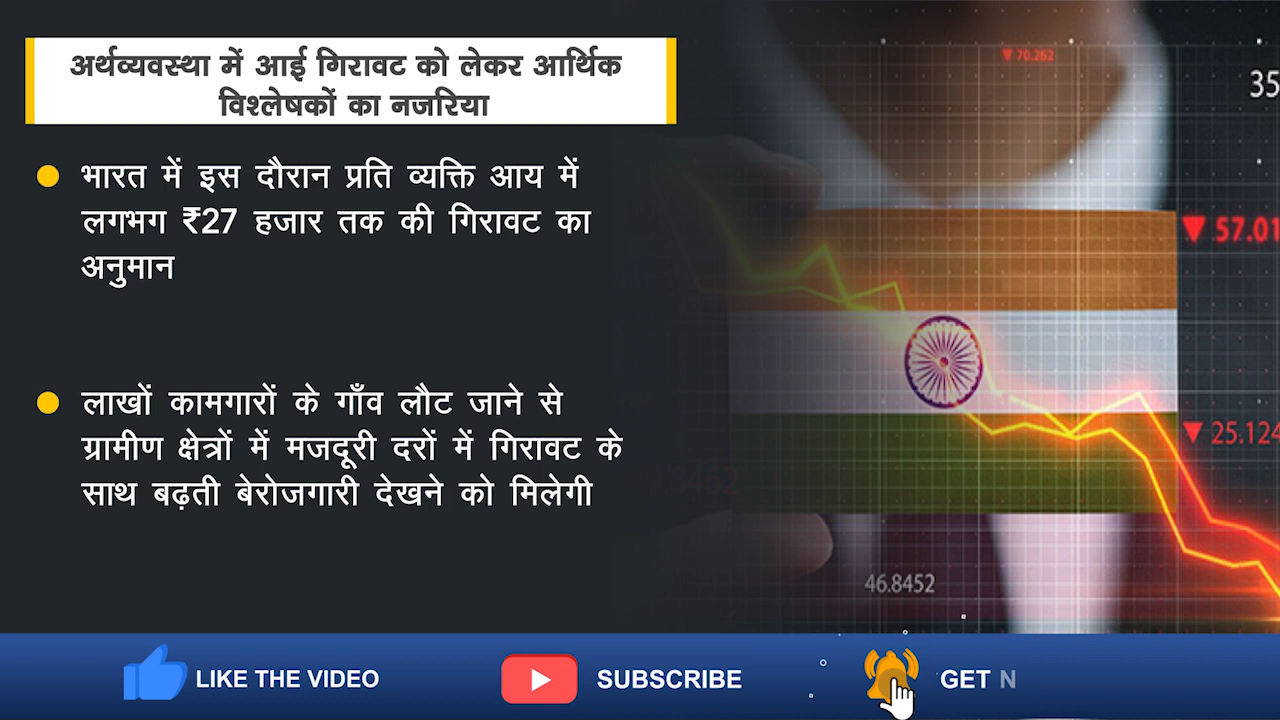 अर्थव्यवस्था में आई गिरावट को लेकर आर्थिक
विश्लेषकों का नजरिया
भारत में इस दौरान प्रति व्यक्ति आय में
लगभग ₹27 हजार तक की गिरावट का
अनुमान
लाखों कामगारों के गाँव लौट जाने से
ग्रामीण क्षेत्रों में मजदूरी दरों में गिरावट के
साथ बढ़ती बेरोजगारी देखने को मिलेगी
▼ 70.262
35
▼ 57.01
▼ 25.124
46.8452
LIKE THE VIDEO
SUBSCRIBE
GET N